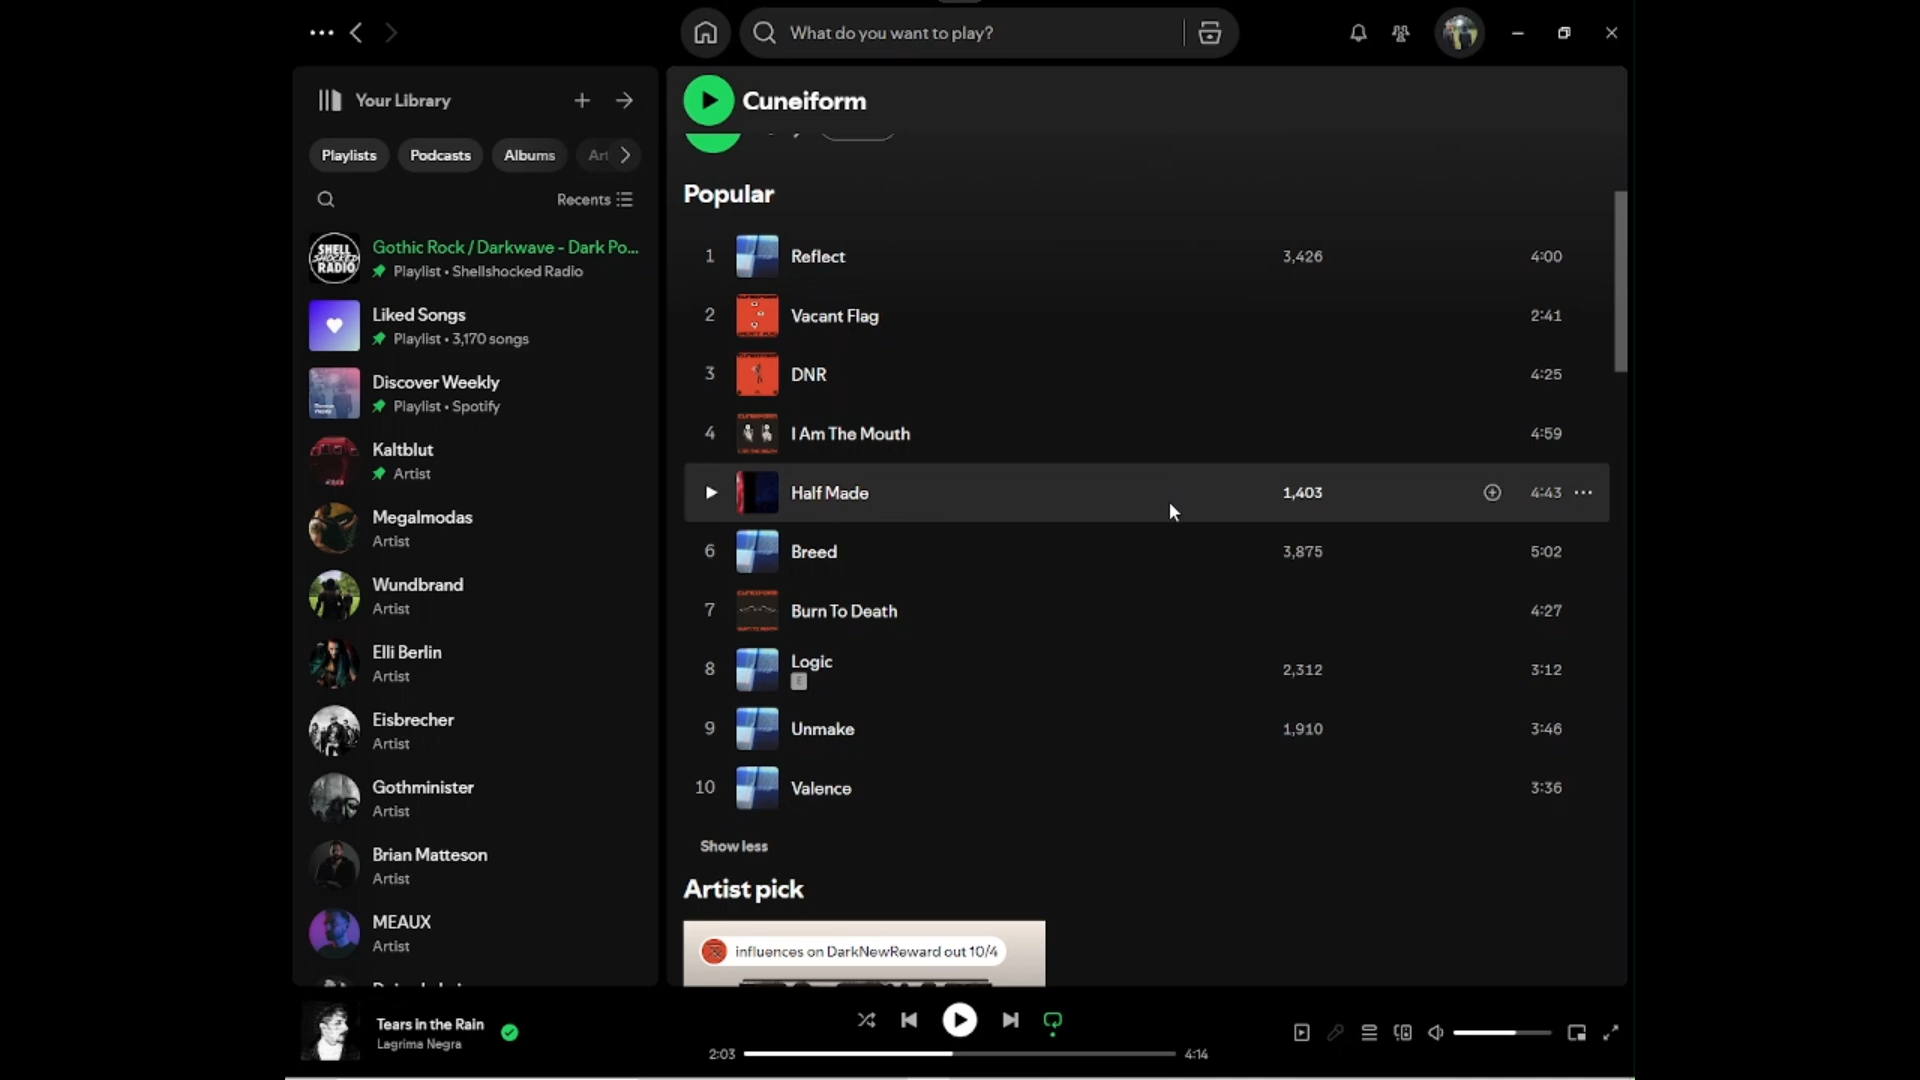 What do you want to play?
Your Library
Playlists
Podcasts
Albums
Recents
SHELL
SHOCKED
RADIO
Gothic Rock / Darkwave - Dark Po...
Playlist • Shellshocked Radio
Liked Songs
Playlist • 3,170 songs
Discover Weekly
Playlist • Spotify
Kaltblut
Artist
Megalmodas
Artist
Wundbrand
Artist
Elli Berlin
Artist
Eisbrecher
Artist
Gothminister
Artist
Brian Matteson
Artist
MEAUX
Artist
Cuneiform
Popular
1 Reflect 3,426 4:00
2 Vacant Flag 2:41
3 DNR 4:25
4 I Am The Mouth 4:59
Half Made 1,403 4:43
6 Breed 3,875 5:02
7 Burn To Death 4:27
8 Logic 2,312 3:12
E
9 Unmake 1,910 3:46
10 Valence 3:36
Show less
Artist pick
influences on DarkNewReward out 10/4
Tears in the Rain
Lagrima Negra
2:03
4:14